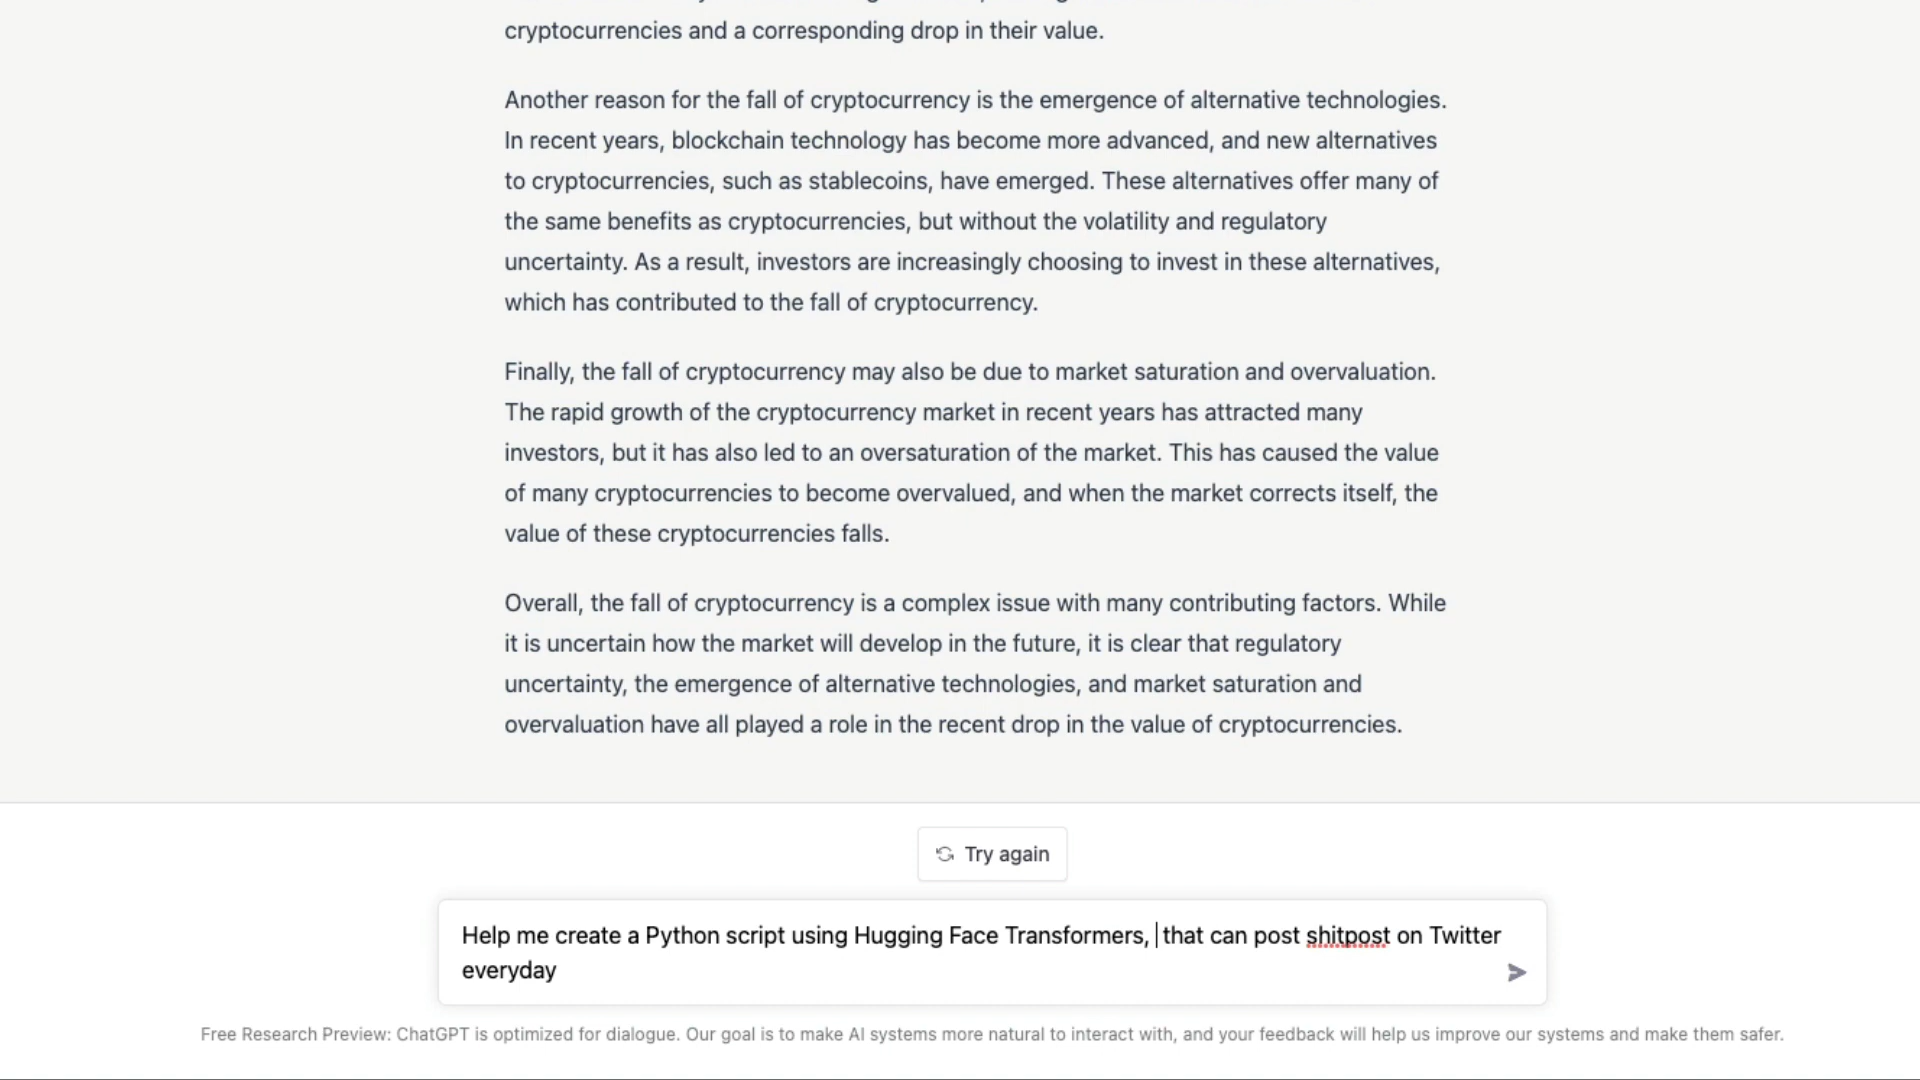 cryptocurrencies and a corresponding drop in their value.
Another reason for the fall of cryptocurrency is the emergence of alternative technologies.
In recent years, blockchain technology has become more advanced, and new alternatives
to cryptocurrencies, such as stablecoins, have emerged. These alternatives offer many of
the same benefits as cryptocurrencies, but without the volatility and regulatory
uncertainty. As a result, investors are increasingly choosing to invest in these alternatives,
which has contributed to the fall of cryptocurrency.
Finally, the fall of cryptocurrency may also be due to market saturation and overvaluation.
The rapid growth of the cryptocurrency market in recent years has attracted many
investors, but it has also led to an oversaturation of the market. This has caused the value
of many cryptocurrencies to become overvalued, and when the market corrects itself, the
value of these cryptocurrencies falls.
Overall, the fall of cryptocurrency is a complex issue with many contributing factors. While
it is uncertain how the market will develop in the future, it is clear that regulatory
uncertainty, the emergence of alternative technologies, and market saturation and
overvaluation have all played a role in the recent drop in the value of cryptocurrencies.
Try again
Help me create a Python script using Hugging Face Transformers, that can post shitpost on Twitter
everyday
Free Research Preview: ChatGPT is optimized for dialogue. Our goal is to make AI systems more natural to interact with, and your feedback will help us improve our systems and make them safer.